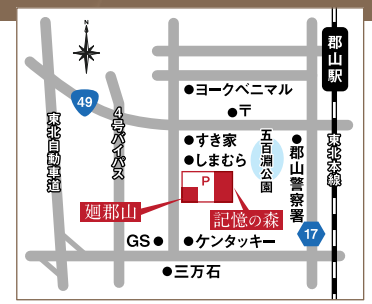 N
郡山駅
ヨークベニマル
〒
49
東北自動車道
4号バイパス
すき家
しまむら
五百淵公園
郡山警察署
東北本線
P
廻郡山
記憶の森
17
GS
ケンタッキー
三万石